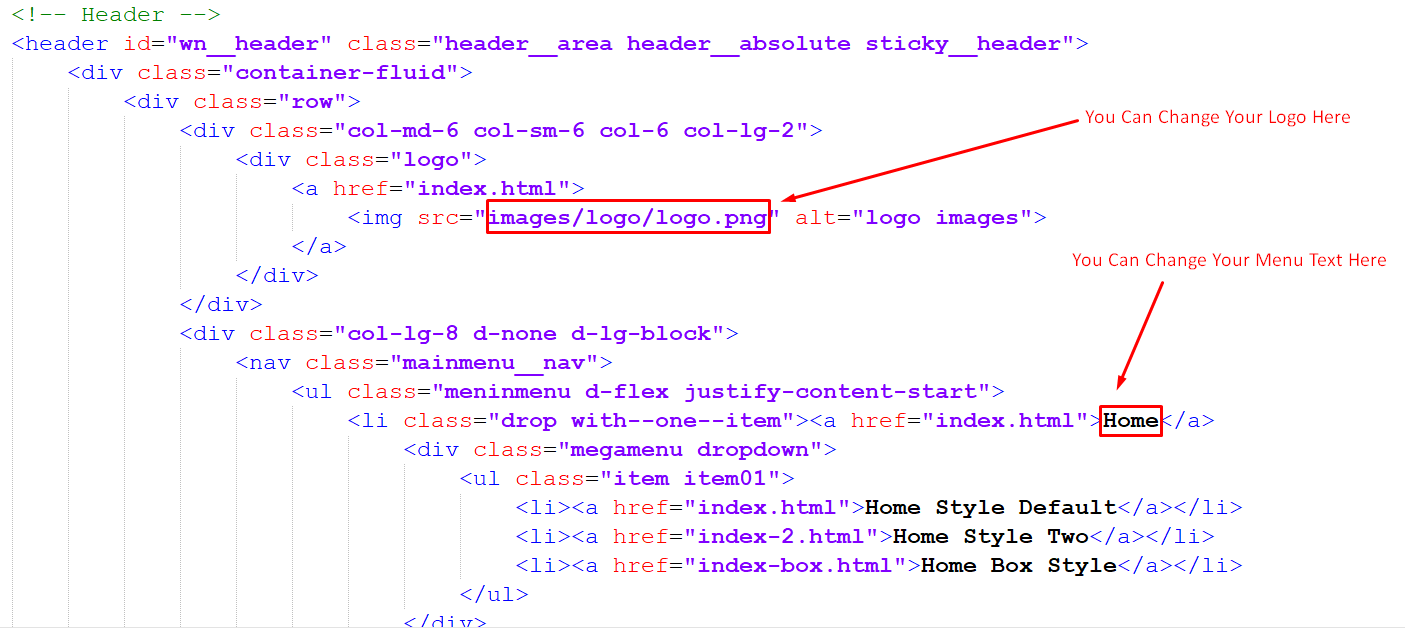 <!-- Header -->
<header id="wn__header" class="header__area header__absolute sticky__header">
<div class="container-fluid">
<div class="row">
You Can Change Your Logo Here
<div class="col-md-6 col-sm-6 col-6 col-lg-2">
<div class="logo">
<a href="index.html">
<img src="images/logo/logo.png" alt="logo images">
</a>
You Can Change Your Menu Text Here
</div>
</div>
<div class="col-lg-8 d-none d-lg-block">
<nav class="mainmenu__nav">
<ul class="meninmenu d-flex justify-content-start">
<li class="drop with--one--item"><a href="index.html">Home</a>
<div class="megamenu dropdown">
<ul class="item item01">
<li><a href="index.html">Home Style Default</a></li>
<li><a href="index-2.html">Home Style Two</a></li>
<li><a href="index-box.html">Home Box Style</a></li>
</ul>
</div>